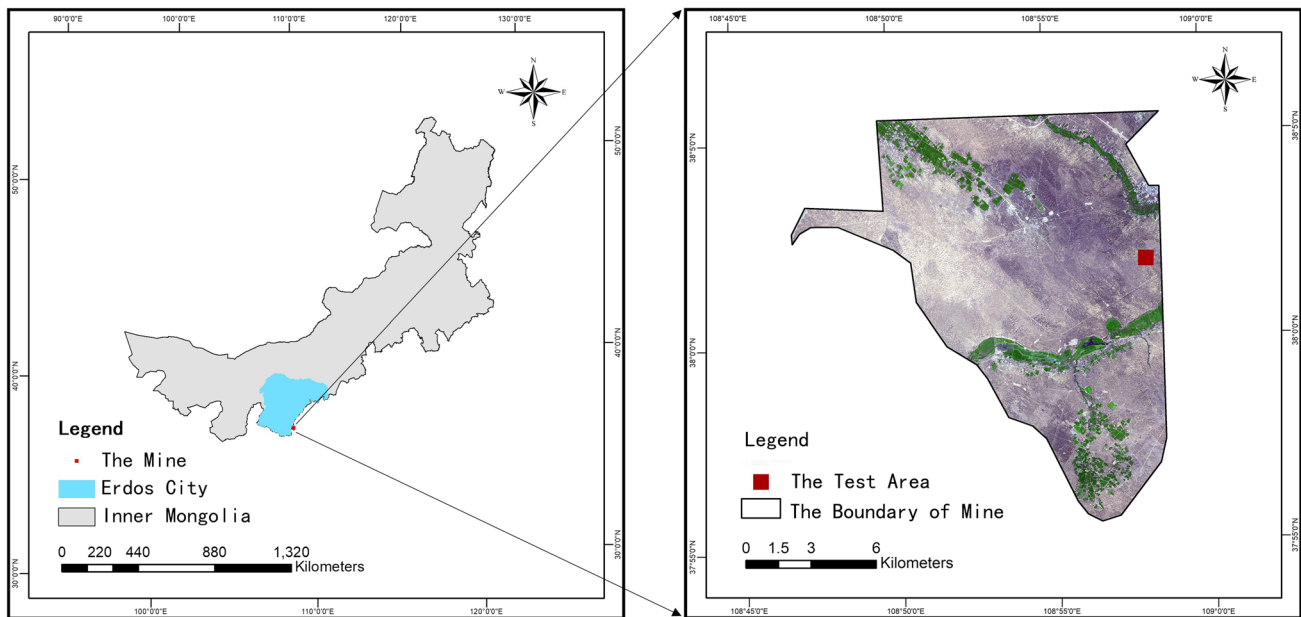 90°0'0"E 100°0'0"E 110°0'0"E 120°0'0"E 130°0'0"E
N
W E
S
50°0'0"N
40°0'0"N
30°0'0"N
50°0'0"N
40°0'0"N
30°0'0"N
Legend
The Mine
Erdos City
Inner Mongolia
0 220 440 880 1,320
Kilometers
100°0'0"E 110°0'0"E 120°0'0"E
108°45'0"E 108°50'0"E 108°55'0"E 109°0'0"E
N
W E
S
38°5'0"N
38°0'0"N
37°55'0"N
38°5'0"N
38°0'0"N
37°55'0"N
Legend
The Test Area
The Boundary of Mine
0 1.5 3 6
Kilometers
108°45'0"E 108°50'0"E 108°55'0"E 109°0'0"E